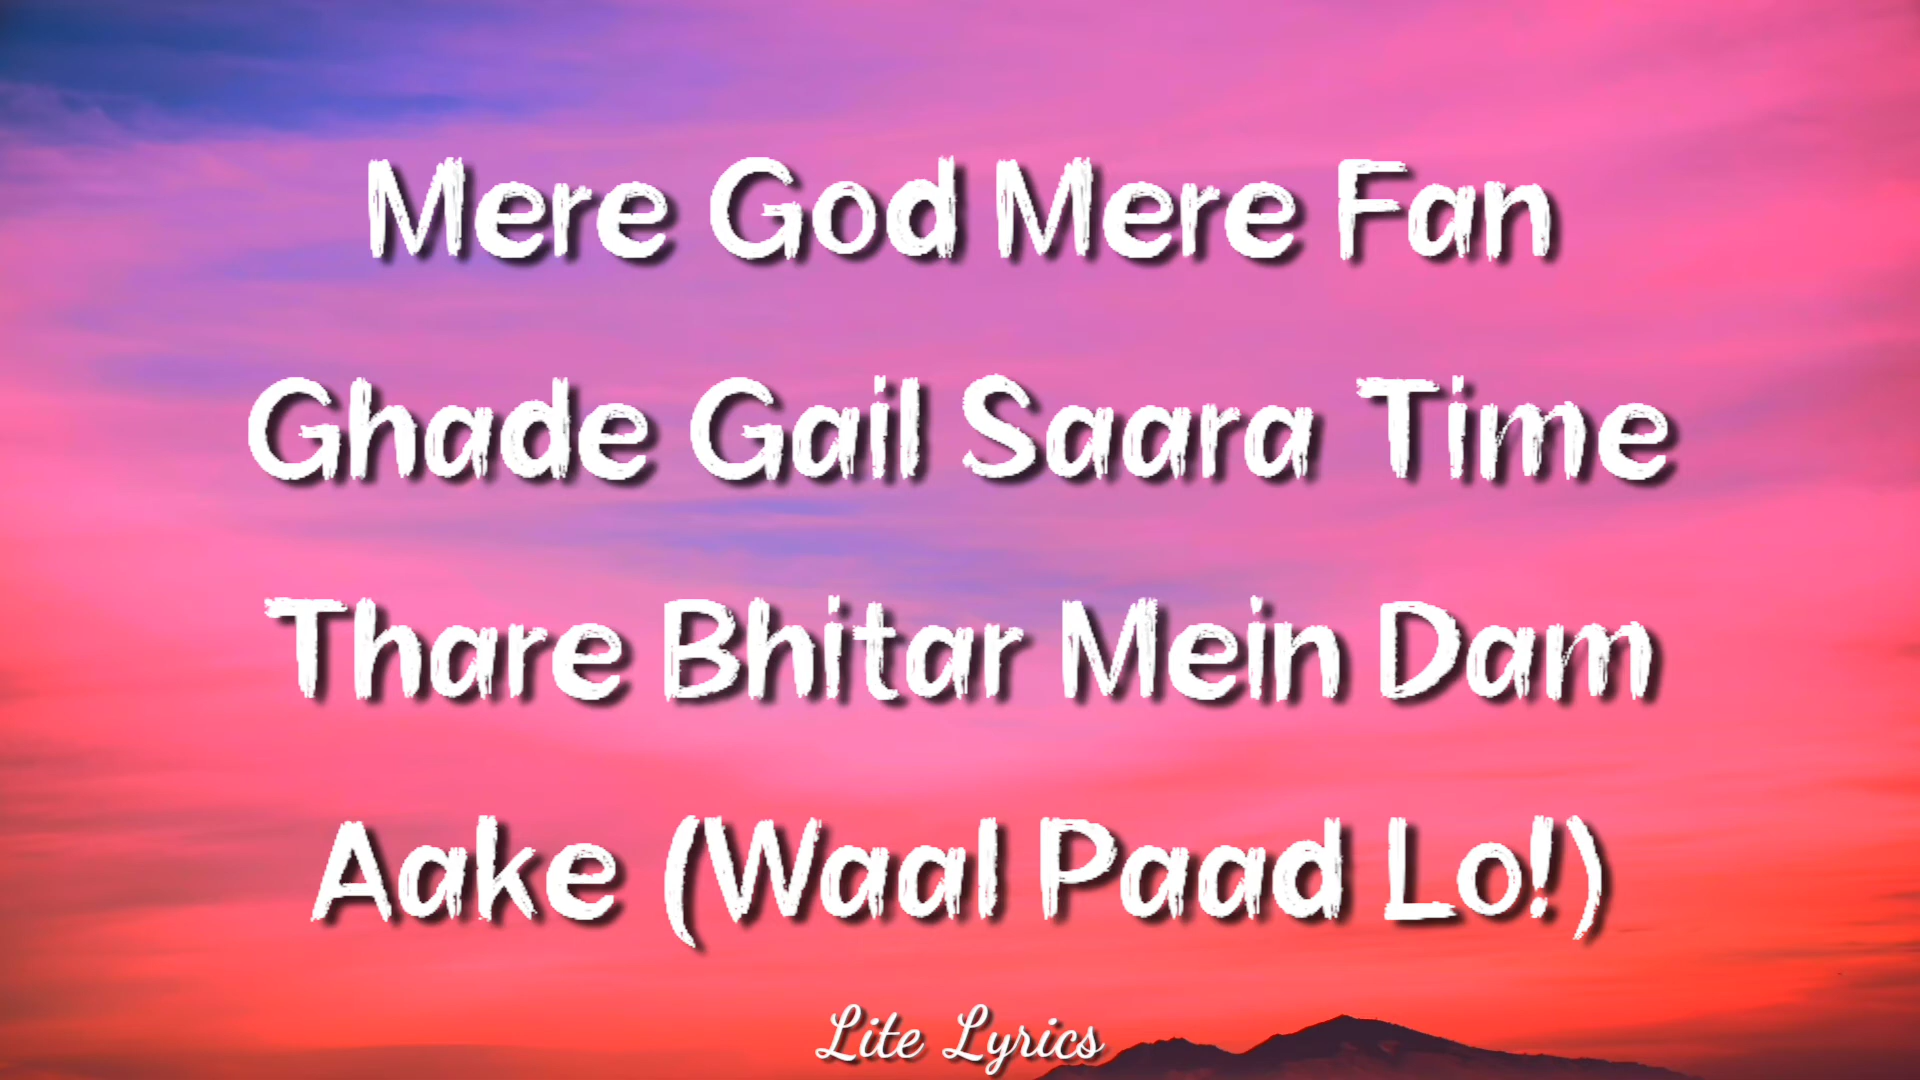 Mere God Mere Fan
Ghade Gail Saara Time
Thare Bhitar Mein Dam
Aake (Waal Paad Lo!)
Lite Lyrics